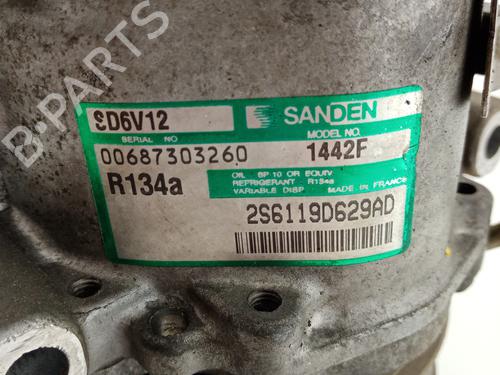 B-PARTS
SD6V12
SANDEN
SERIAL NO
MODEL NO.
00687303260
1442F
R134a
OIL SP 10 OR EQUIV
REFRIGERANT R134a
VARIABLE DISP MADE IN FRANCE
2S6119D629AD